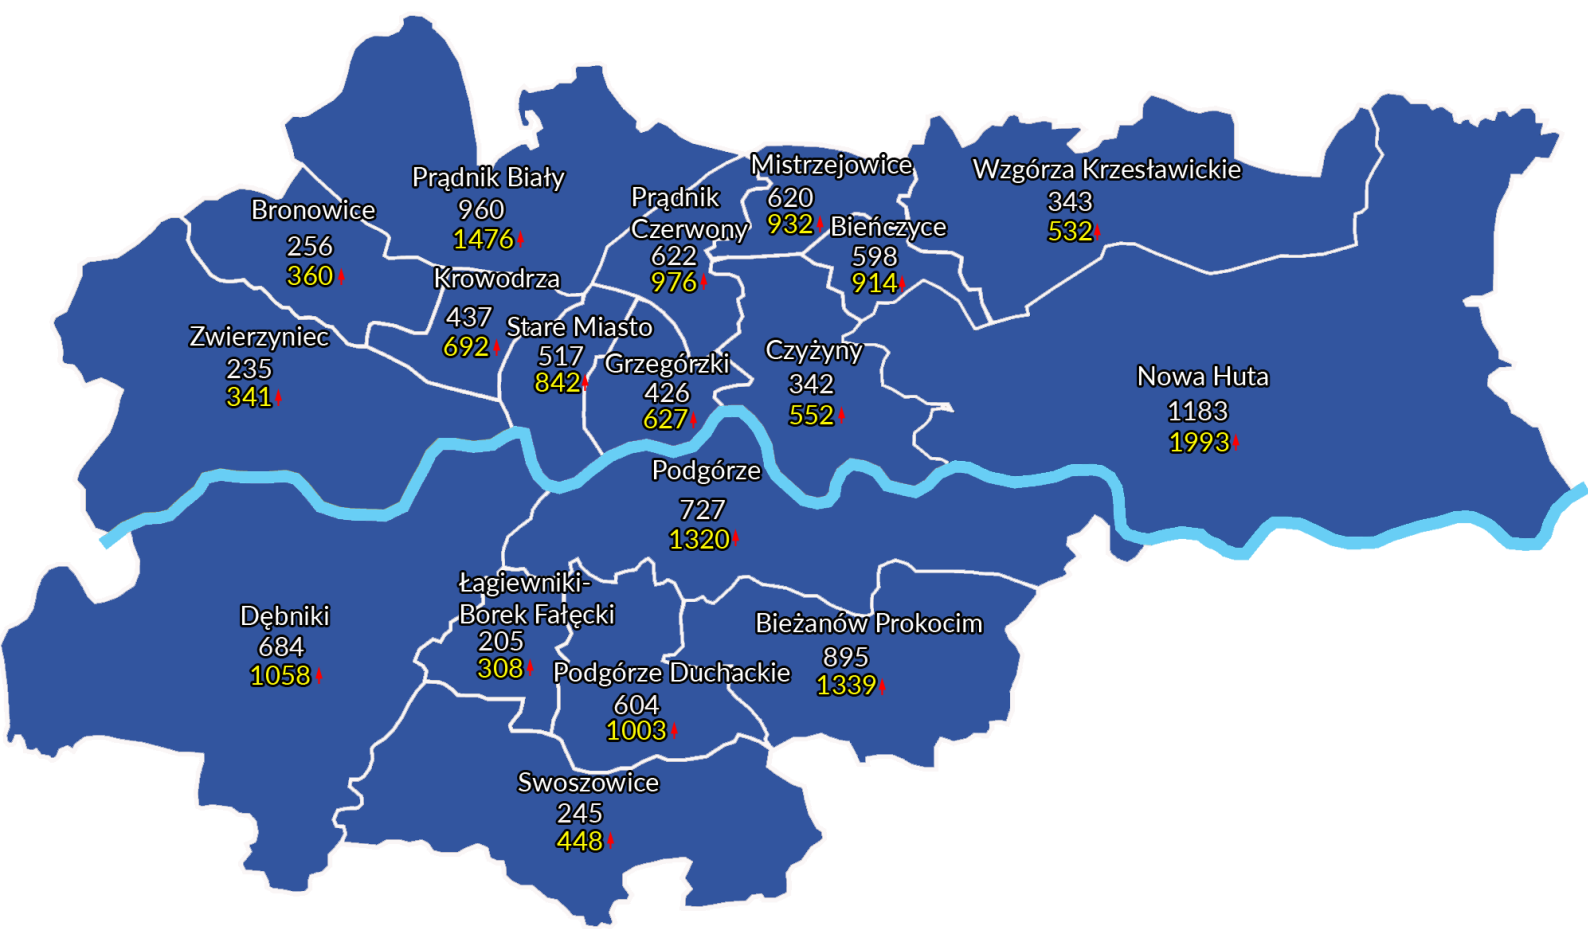 Prądnik Biały
960
1476
Mistrzejowice
620
932
Wzgórza Krzesławickie
343
532
Bronowice
256
360
Prądnik
Czerwony
622
976
Bieńczyce
598
914
Krowodrza
437
692
Zwierzyniec
235
341
Stare Miasto
517
842
Grzegórzki
426
627
Czyżyny
342
552
Nowa Huta
1183
1993
Podgórze
727
1320
Dębniki
684
1058
Łagiewniki-
Borek Fałęcki
205
308
Podgórze Duchackie
604
1003
Bieżanów Prokocim
895
1339
Swoszowice
245
448